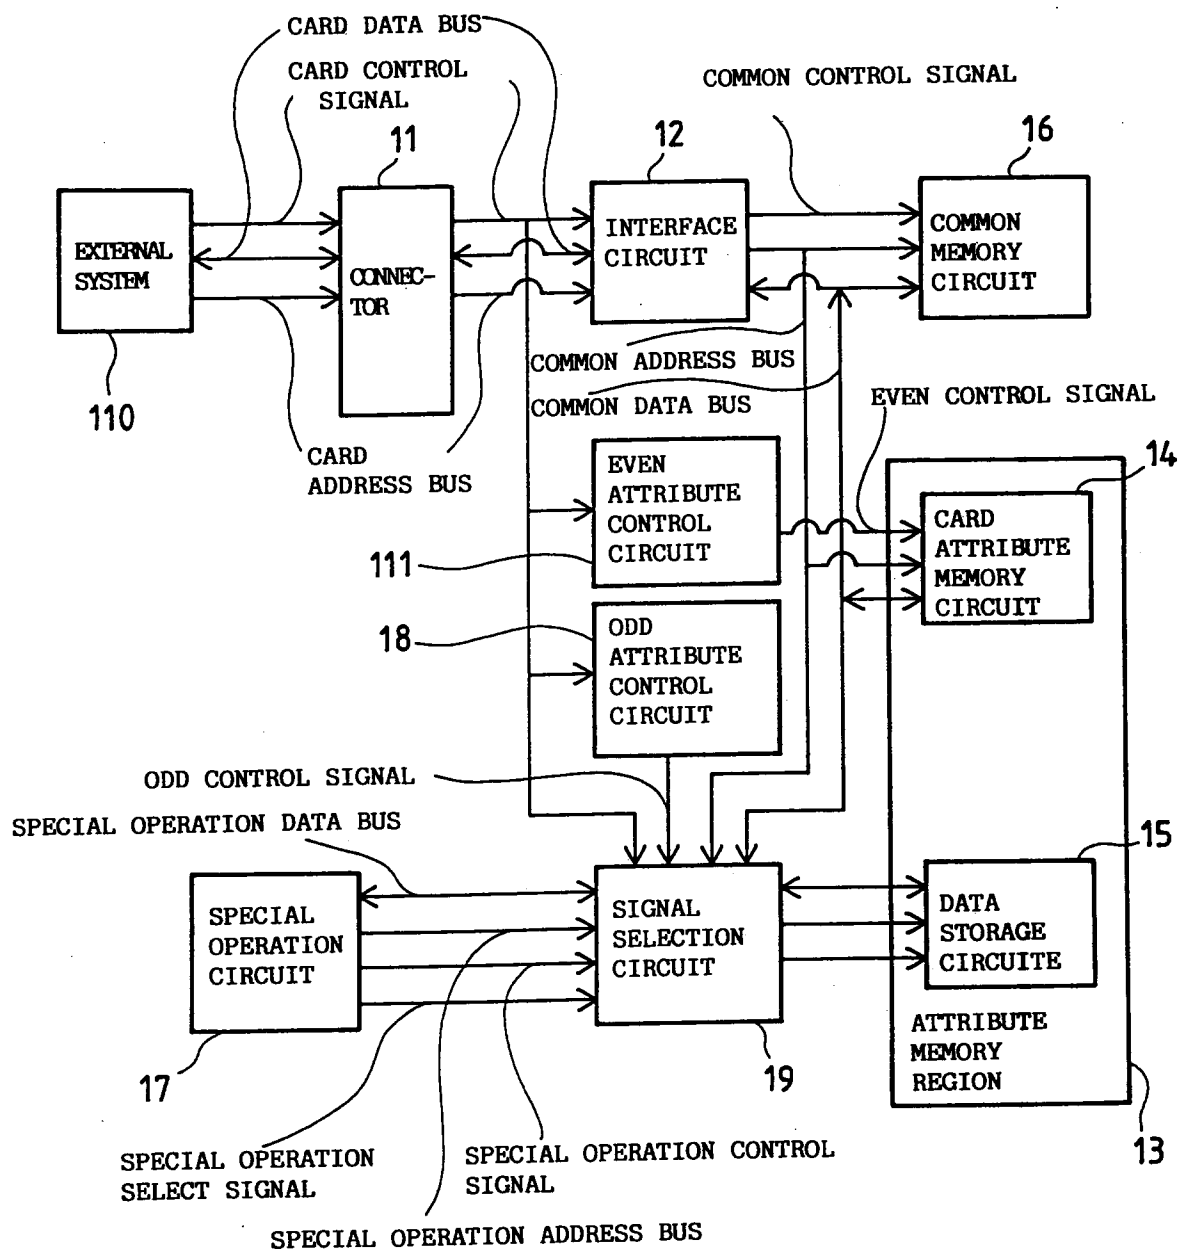 CARD DATA BUS
CARD CONTROL
SIGNAL
COMMON CONTROL SIGNAL
11
12
16
EXTERNAL
SYSTEM
CONNEC-
TOR
INTERFACE
CIRCUIT
COMMON
MEMORY
CIRCUIT
110
COMMON ADDRESS BUS
COMMON DATA BUS
EVEN CONTROL SIGNAL
CARD
ADDRESS BUS
EVEN
ATTRIBUTE
CONTROL
CIRCUIT
111
14
CARD
ATTRIBUTE
MEMORY
CIRCUIT
18
ODD
ATTRIBUTE
CONTROL
CIRCUIT
ODD CONTROL SIGNAL
SPECIAL OPERATION DATA BUS
15
SPECIAL
OPERATION
CIRCUIT
SIGNAL
SELECTION
CIRCUIT
DATA
STORAGE
CIRCUITE
ATTRIBUTE
MEMORY
REGION
17
19
13
SPECIAL OPERATION
SELECT SIGNAL
SPECIAL OPERATION CONTROL
SIGNAL
SPECIAL OPERATION ADDRESS BUS